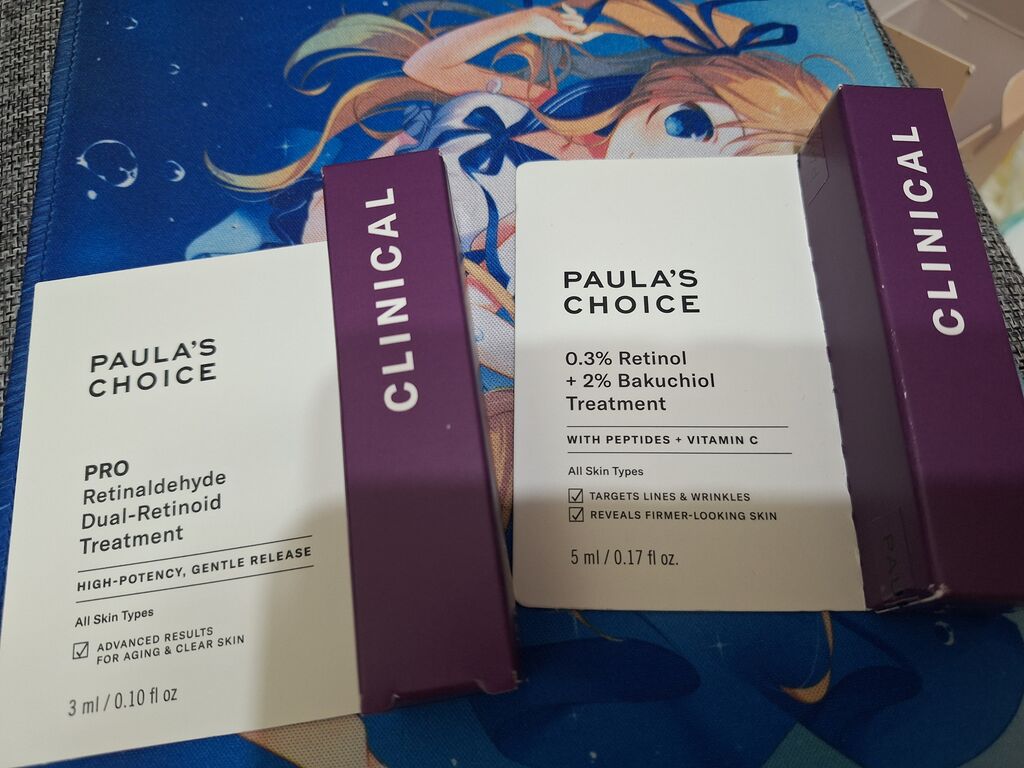 PAULA'S
CHOICE
PRO
Retinaldehyde
Dual-Retinoid
Treatment
HIGH-POTENCY, GENTLE RELEASE
All Skin Types
☑ ADVANCED RESULTS
FOR AGING & CLEAR SKIN
3 ml / 0.10 fl oz
CLINICAL
PAULA'S
CHOICE
0.3% Retinol
+ 2% Bakuchiol
Treatment
WITH PEPTIDES + VITAMIN C
All Skin Types
☑ TARGETS LINES & WRINKLES
☑ REVEALS FIRMER-LOOKING SKIN
5 ml / 0.17 fl oz.
CLINICAL